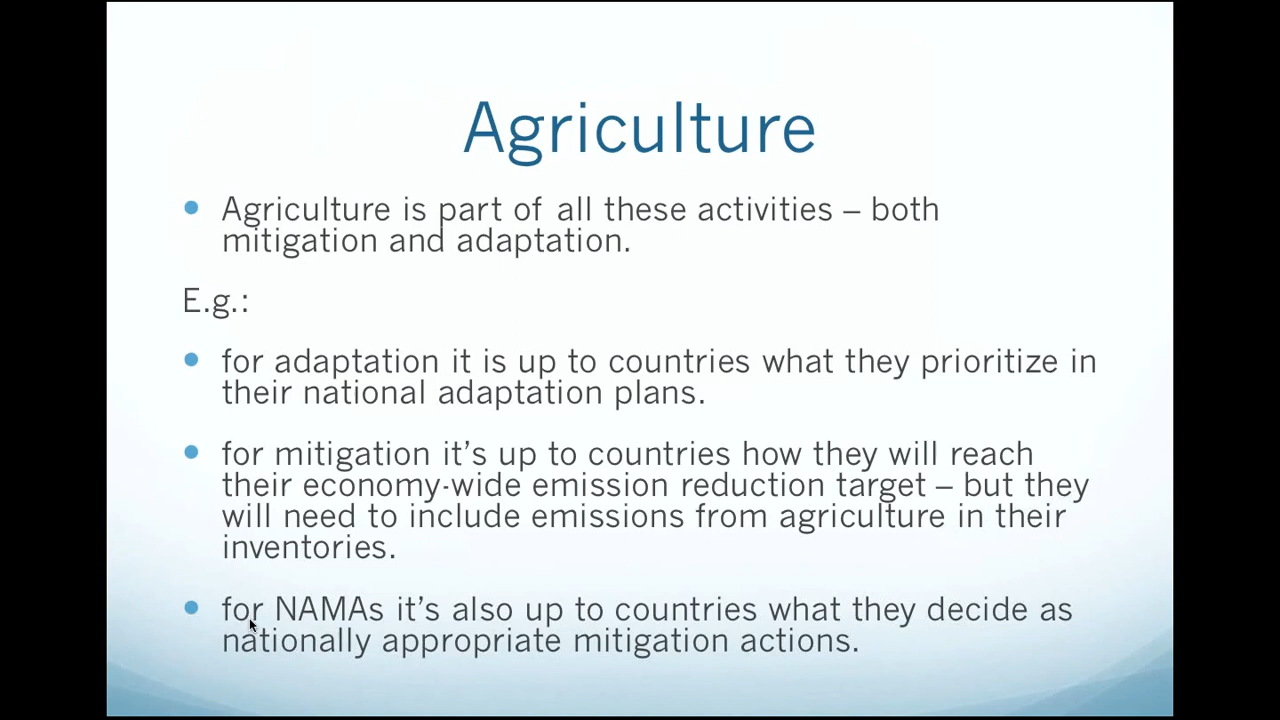 Agriculture
• Agriculture is part of all these activities – both
mitigation and adaptation.
E.g.:
• for adaptation it is up to countries what they prioritize in
their national adaptation plans.
• for mitigation it’s up to countries how they will reach
their economy-wide emission reduction target – but they
will need to include emissions from agriculture in their
inventories.
• for NAMAs it’s also up to countries what they decide as
nationally appropriate mitigation actions.